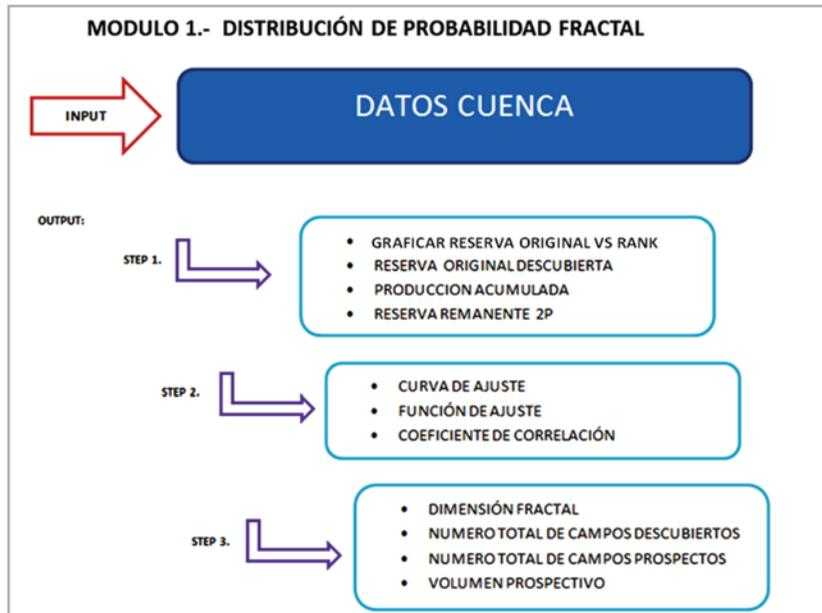 MODULO 1.- DISTRIBUCIÓN DE PROBABILIDAD FRACTAL
INPUT
DATOS CUENCA
OUTPUT:
STEP 1.
• GRAFICAR RESERVA ORIGINAL VS RANK
• RESERVA ORIGINAL DESCUBIERTA
• PRODUCCION ACUMULADA
• RESERVA REMANENTE 2P
STEP 2.
• CURVA DE AJUSTE
• FUNCIÓN DE AJUSTE
• COEFICIENTE DE CORRELACIÓN
STEP 3.
• DIMENSIÓN FRACTAL
• NUMERO TOTAL DE CAMPOS DESCUBIERTOS
• NUMERO TOTAL DE CAMPOS PROSPECTOS
• VOLUMEN PROSPECTIVO